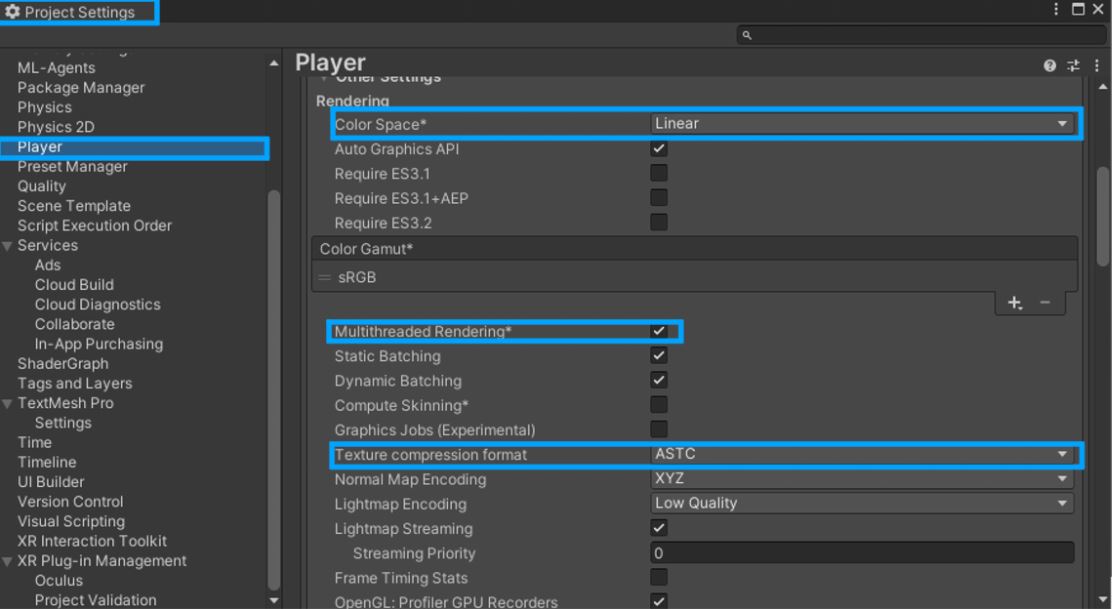 Project Settings
ML-Agents
Package Manager
Physics
Physics 2D
Player
Preset Manager
Quality
Scene Template
Script Execution Order
Services
Ads
Cloud Build
Cloud Diagnostics
Collaborate
In-App Purchasing
ShaderGraph
Tags and Layers
TextMesh Pro
Settings
Time
Timeline
UI Builder
Version Control
Visual Scripting
XR Interaction Toolkit
XR Plug-in Management
Oculus
Project Validation
Player
Other Settings
Rendering
Color Space* Linear
Auto Graphics API
Require ES3.1
Require ES3.1+AEP
Require ES3.2
Color Gamut*
sRGB
Multithreaded Rendering*
Static Batching
Dynamic Batching
Compute Skinning*
Graphics Jobs (Experimental)
Texture compression format ASTC
Normal Map Encoding XYZ
Lightmap Encoding Low Quality
Lightmap Streaming
Streaming Priority 0
Frame Timing Stats
OpenGL: Profiler GPU Recorders